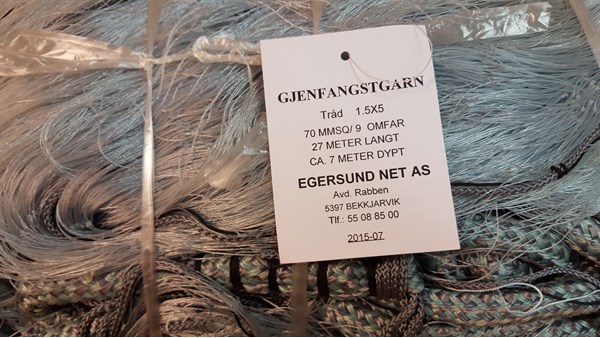 GJENFANGSTGARN
Tråd 1.5X5
70 MMSQ/ 9 OMFAR
27 METER LANGT
CA. 7 METER DYPT
EGERSUND NET AS
Avd. Rabben
5397 BEKKJARVIK
Tlf.: 55 08 85 00
2015-07